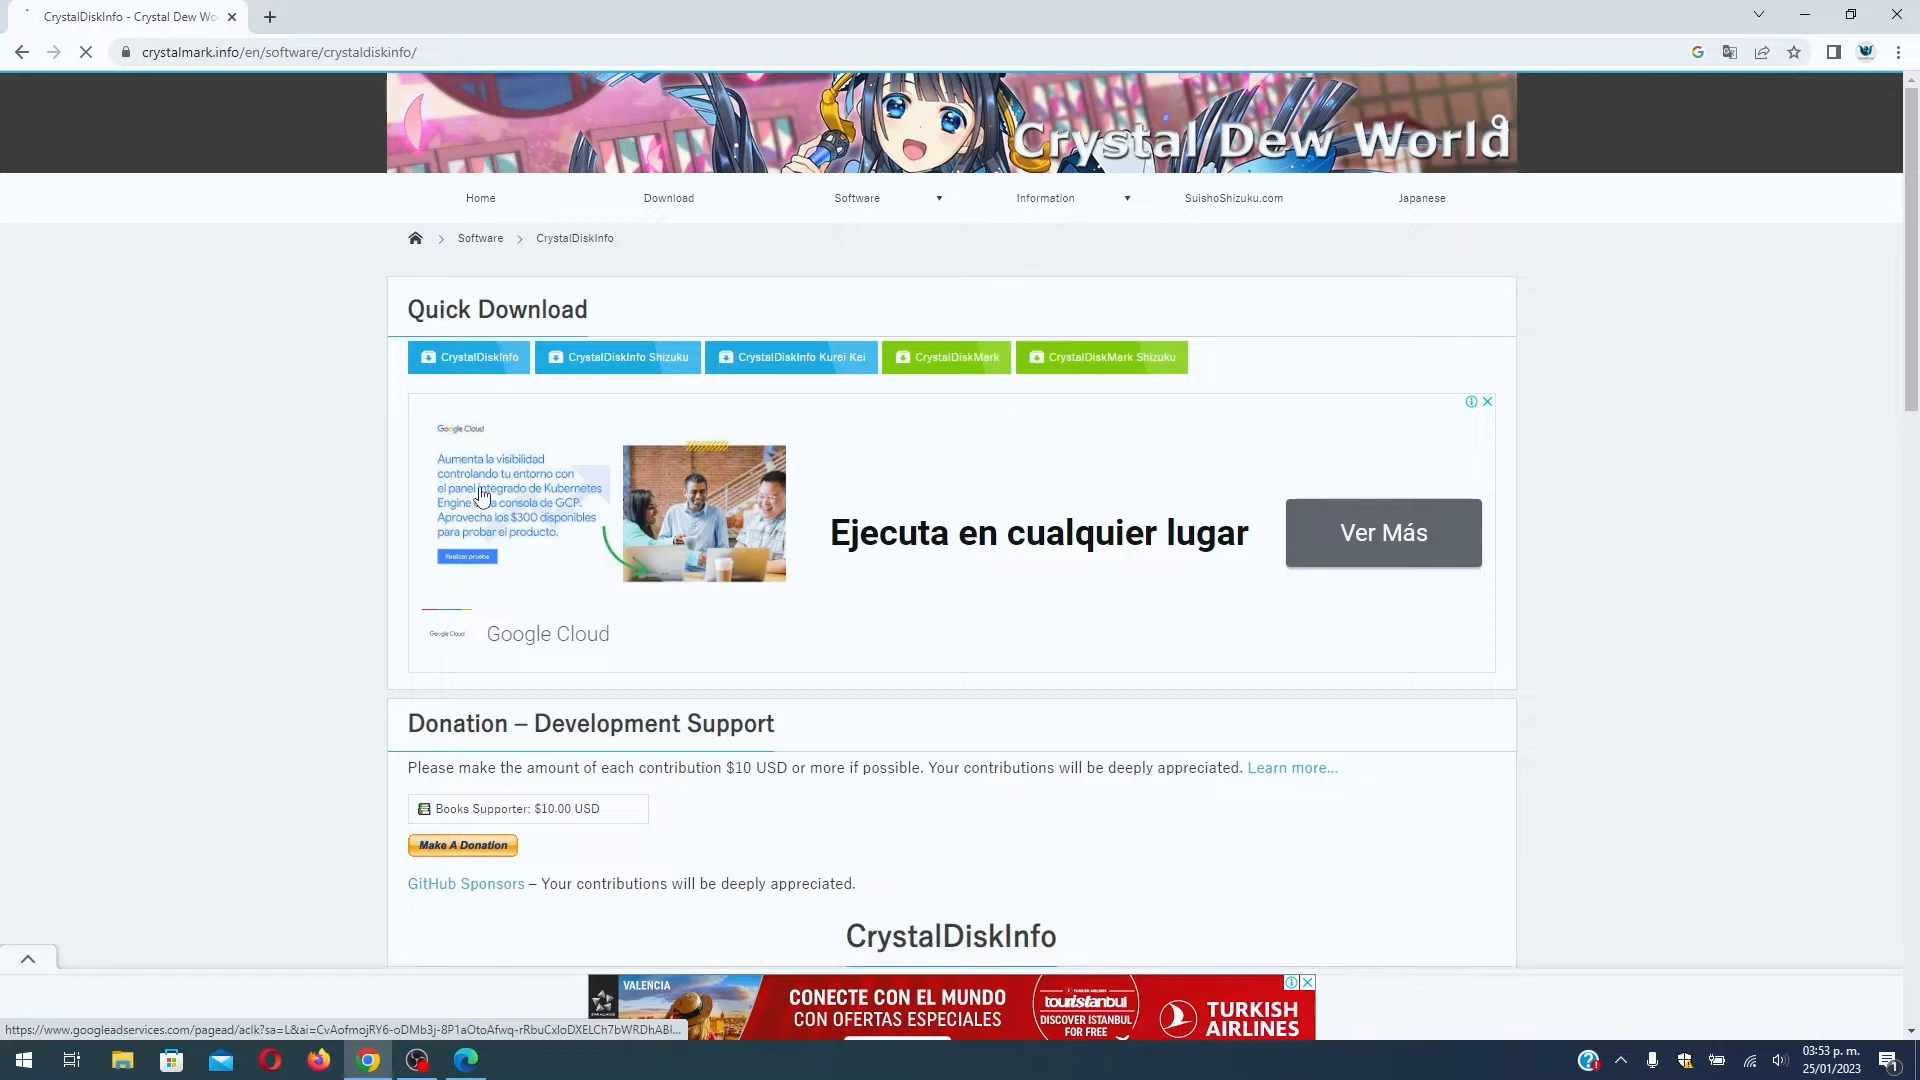 CrystalDiskInfo - Crystal Dew Wo
crystalmark.info/en/software/crystaldiskinfo/
Crystal Dew World
Home
Download
Software
Information
SuishoShizuku.com
Japanese
Software
CrystalDiskInfo
Quick Download
CrystalDiskInfo
CrystalDiskInfo Shizuku
CrystalDiskInfo Kurei Kei
CrystalDiskMark
CrystalDiskMark Shizuku
Google Cloud
Aumenta la visibilidad
controlando tu entorno con
el panel integrado de Kubernetes
Engine consola de GCP.
Aprovecha los $300 disponibles
para probar el producto.
Realizar prueba
Ejecuta en cualquier lugar
Ver Más
Google Cloud
Google Cloud
Donation – Development Support
Please make the amount of each contribution $10 USD or more if possible. Your contributions will be deeply appreciated. Learn more...
Books Supporter: $10.00 USD
Make A Donation
GitHub Sponsors – Your contributions will be deeply appreciated.
CrystalDiskInfo
VALENCIA
CONECTE CON EL MUNDO
CON OFERTAS ESPECIALES
touristanbul
DISCOVER ISTANBUL
FOR FREE
TURKISH
AIRLINES
03:53 p. m.
25/01/2023